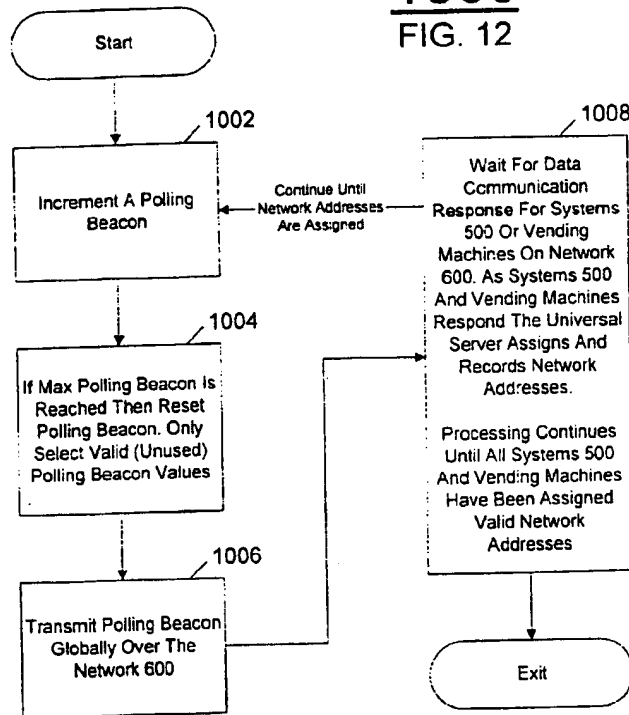 FIG. 12
Start
1002
Increment A Polling
Beacon
1004
If Max Polling Beacon Is
Reached Then Reset
Polling Beacon. Only
Select Valid (Unused)
Polling Beacon Values
1006
Transmit Polling Beacon
Globally Over The
Network 600
Continue Until
Network Addresses
Are Assigned
1008
Wait For Data
Communication
Response For Systems
500 Or Vending
Machines On Network
600. As Systems 500
And Vending Machines
Respond The Universal
Server Assigns And
Records Network
Addresses.
Processing Continues
Until All Systems 500
And Vending Machines
Have Been Assigned
Valid Network
Addresses
Exit